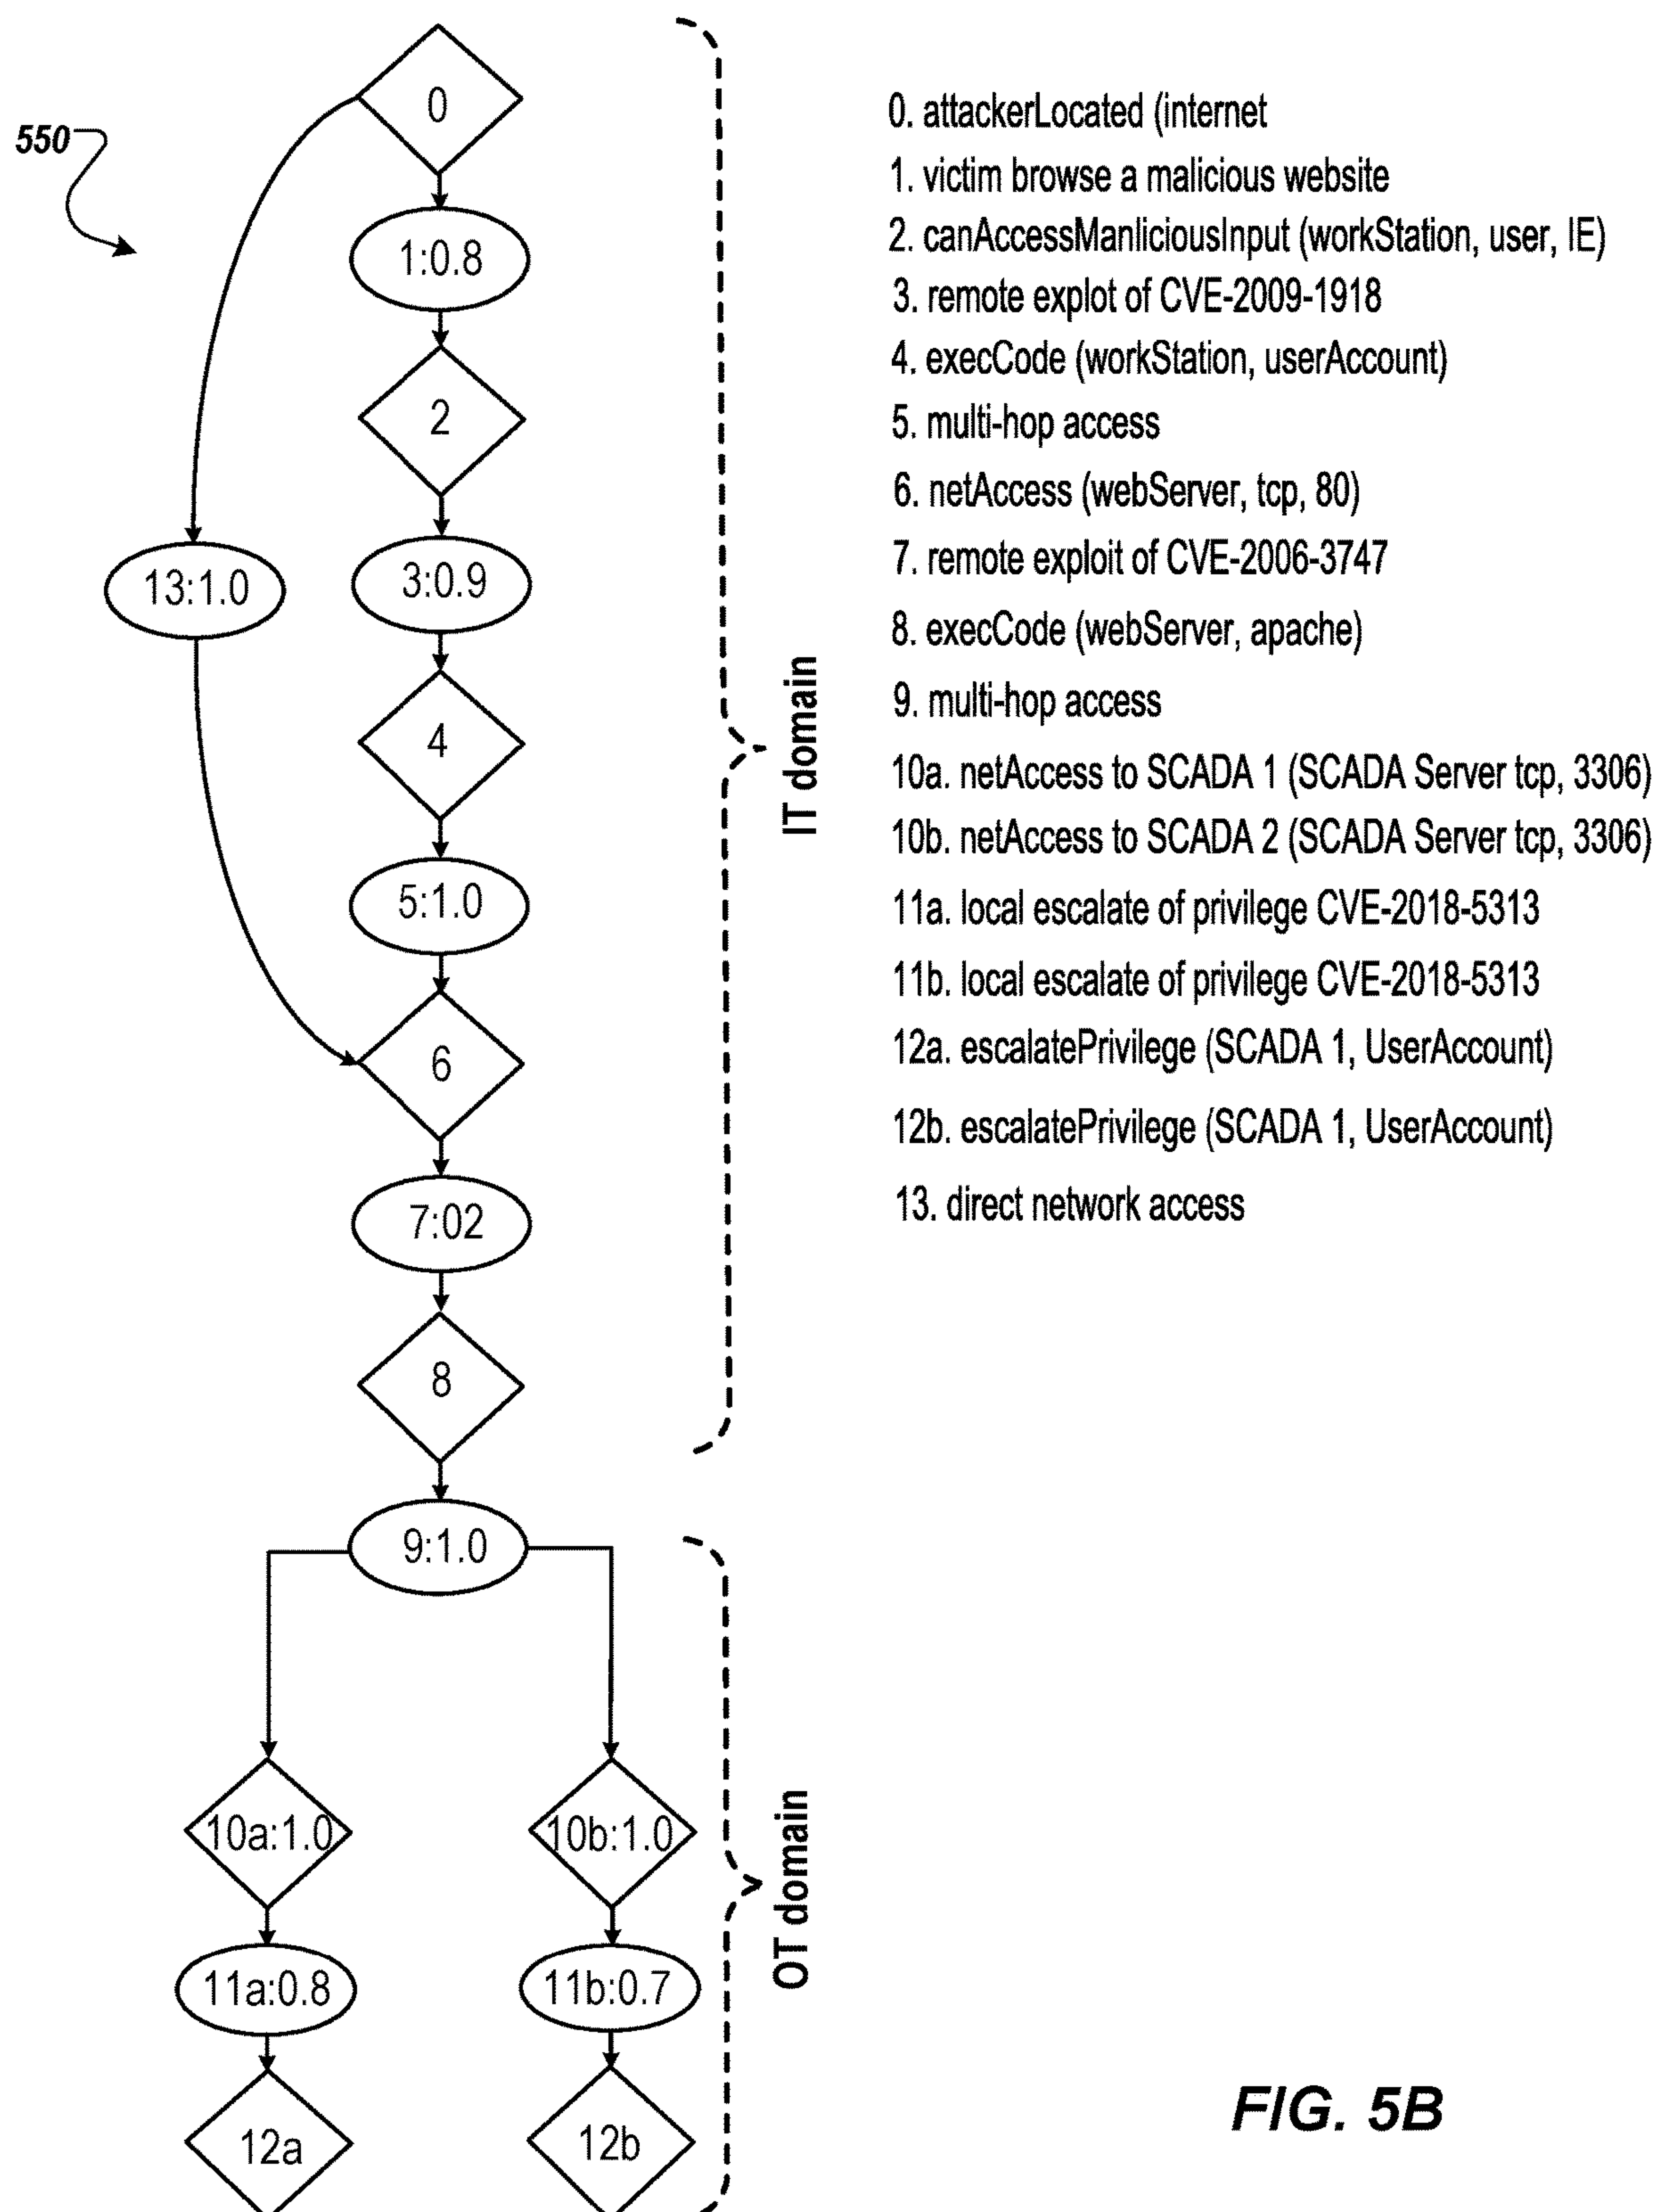 550
0
1:0.8
2
13:1.0
3:0.9
4
5:1.0
6
7:02
8
9:1.0
10a:1.0
10b:1.0
11a:0.8
11b:0.7
12a
12b
IT domain
OT domain
0. attackerLocated (internet
1. victim browse a malicious website
2. canAccessManliciousInput (workStation, user, IE)
3. remote explot of CVE-2009-1918
4. execCode (workStation, userAccount)
5. multi-hop access
6. netAccess (webServer, tcp, 80)
7. remote exploit of CVE-2006-3747
8. execCode (webServer, apache)
9. multi-hop access
10a. netAccess to SCADA 1 (SCADA Server tcp, 3306)
10b. netAccess to SCADA 2 (SCADA Server tcp, 3306)
11a. local escalate of privilege CVE-2018-5313
11b. local escalate of privilege CVE-2018-5313
12a. escalatePrivilege (SCADA 1, UserAccount)
12b. escalatePrivilege (SCADA 1, UserAccount)
13. direct network access
FIG. 5B